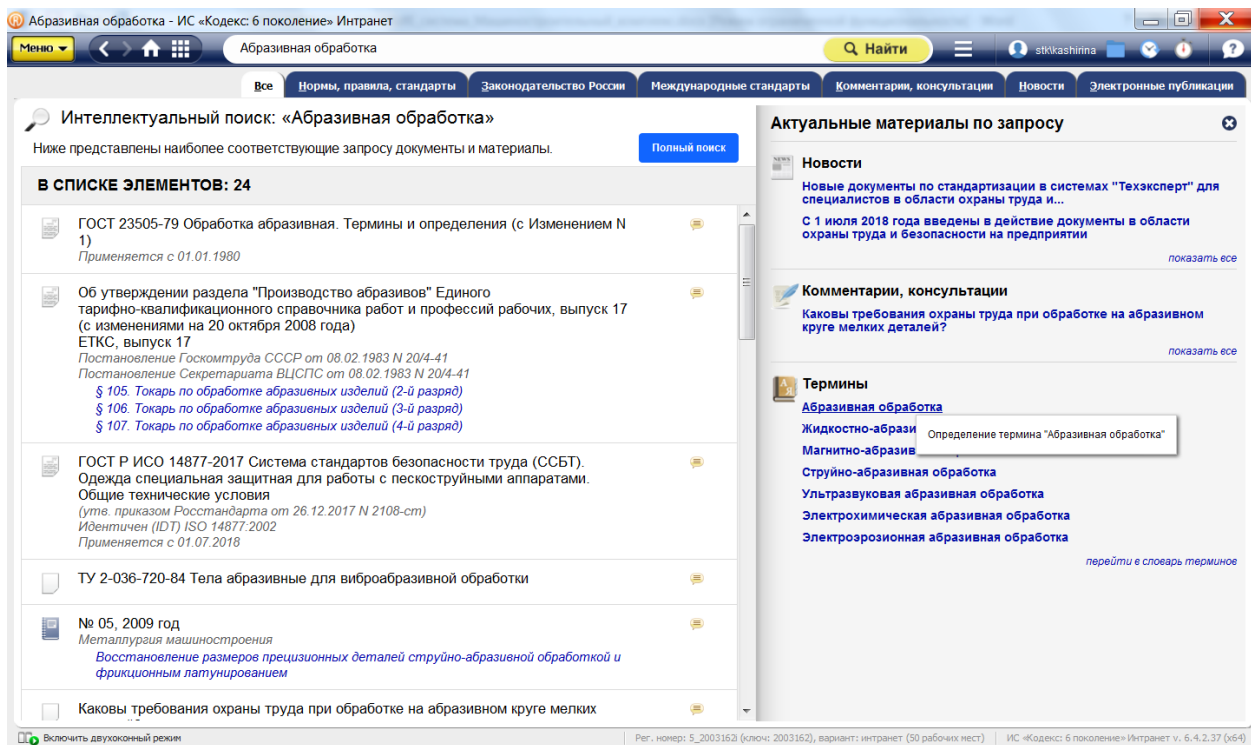 Абразивная обработка - ИС «Кодекс: 6 поколение» Интранет
Меню
Абразивная обработка
Найти
stk\kashirina
Все
Нормы, правила, стандарты
Законодательство России
Международные стандарты
Комментарии, консультации
Новости
Электронные публикации
Интеллектуальный поиск: «Абразивная обработка»
Ниже представлены наиболее соответствующие запросу документы и материалы.
Полный поиск
В СПИСКЕ ЭЛЕМЕНТОВ: 24
ГОСТ 23505-79 Обработка абразивная. Термины и определения (с Изменением N
1)
Применяется с 01.01.1980
Об утверждении раздела "Производство абразивов" Единого
тарифно-квалификационного справочника работ и профессий рабочих, выпуск 17
(с изменениями на 20 октября 2008 года)
ЕТКС, выпуск 17
Постановление Госкомтруда СССР от 08.02.1983 N 20/4-41
Постановление Секретариата ВЦСПС от 08.02.1983 N 20/4-41
§ 105. Токарь по обработке абразивных изделий (2-й разряд)
§ 106. Токарь по обработке абразивных изделий (3-й разряд)
§ 107. Токарь по обработке абразивных изделий (4-й разряд)
ГОСТ Р ИСО 14877-2017 Система стандартов безопасности труда (ССБТ).
Одежда специальная защитная для работы с пескоструйными аппаратами.
Общие технические условия
(утв. приказом Росстандарта от 26.12.2017 N 2108-ст)
Идентичен (IDT) ISO 14877:2002
Применяется с 01.07.2018
ТУ 2-036-720-84 Тела абразивные для виброабразивной обработки
№ 05, 2009 год
Металлургия машиностроения
Восстановление размеров прецизионных деталей струйно-абразивной обработкой и
фрикционным латунированием
Каковы требования охраны труда при обработке на абразивном круге мелких
Актуальные материалы по запросу
NEWS
Новости
Новые документы по стандартизации в системах "Техэксперт" для
специалистов в области охраны труда и...
С 1 июля 2018 года введены в действие документы в области
охраны труда и безопасности на предприятии
показать все
Комментарии, консультации
Каковы требования охраны труда при обработке на абразивном
круге мелких деталей?
показать все
Термины
Абразивная обработка
Жидкостно-абрази
Определение термина "Абразивная обработка"
Магнитно-абразив
Струйно-абразивная обработка
Ультразвуковая абразивная обработка
Электрохимическая абразивная обработка
Электроэрозионная абразивная обработка
перейти в словарь терминов
Включить двухоконный режим
Рег. номер: 5_2003162i (ключ: 2003162), вариант: интранет (50 рабочих мест)
ИС «Кодекс: 6 поколение» Интранет v. 6.4.2.37 (x64)